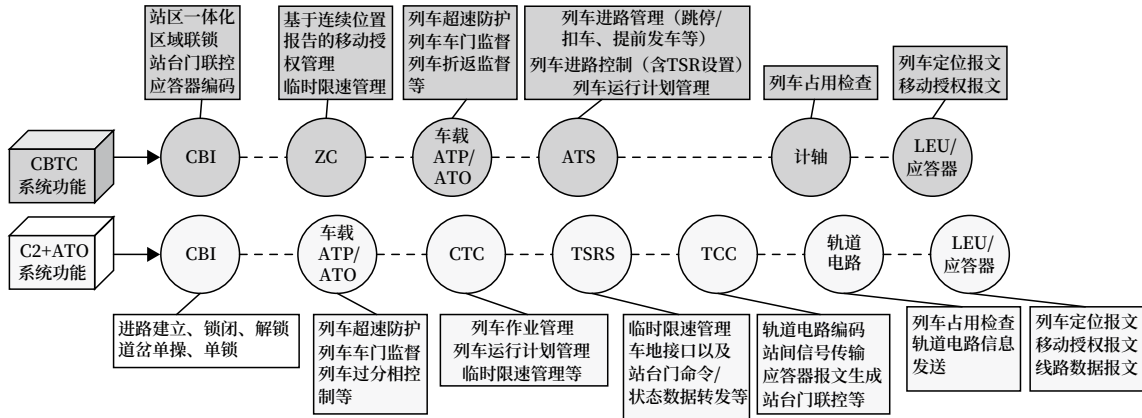 站区一体化
区域联锁
站台门联控
应答器编码
基于连续位置
报告的移动授
权管理
临时限速管理
列车超速防护
列车车门监督
列车折返监督
等
列车进路管理（跳停/
扣车、提前发车等）
列车进路控制（含TSR设置）
列车运行计划管理
列车占用检查
列车定位报文
移动授权报文
CBTC
系统功能
CBI
ZC
车载
ATP/
ATO
ATS
计轴
LEU/
应答器
C2+ATO
系统功能
CBI
车载
ATP/
ATO
CTC
TSRS
TCC
轨道
电路
LEU/
应答器
进路建立、锁闭、解锁
道岔单操、单锁
列车超速防护
列车车门监督
列车过分相控
制等
列车作业管理
列车运行计划管理
临时限速管理等
临时限速管理
车地接口以及
站台门命令/
状态数据转发等
轨道电路编码
站间信号传输
应答器报文生成
站台门联控等
列车占用检查
轨道电路信息
发送
列车定位报文
移动授权报文
线路数据报文